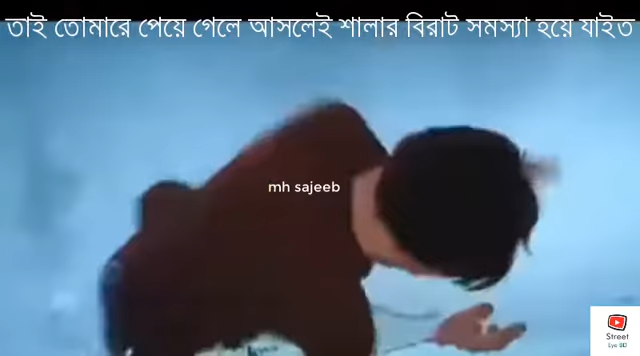 তাই তোমারে পেয়ে গেলে আসলেই শালার বিরাট সমস্যা হয়ে যাইত
mh sajeeb
Street
Eye BD